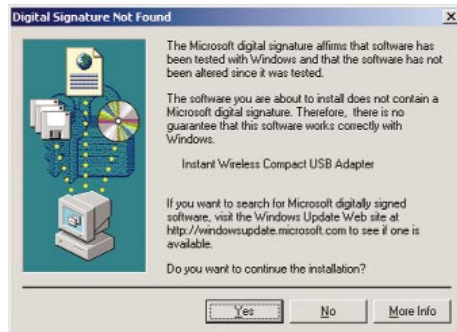 Digital Signature Not Found
The Microsoft digital signature affirms that software has
been tested with Windows and that the software has not
been altered since it was tested.
The software you are about to install does not contain a
Microsoft digital signature. Therefore, there is no
guarantee that this software works correctly with
Windows.
Instant Wireless Compact USB Adapter
If you want to search for Microsoft digitally signed
software, visit the Windows Update Web site at
http://windowsupdate.microsoft.com to see if one is
available.
Do you want to continue the installation?
Yes No More Info